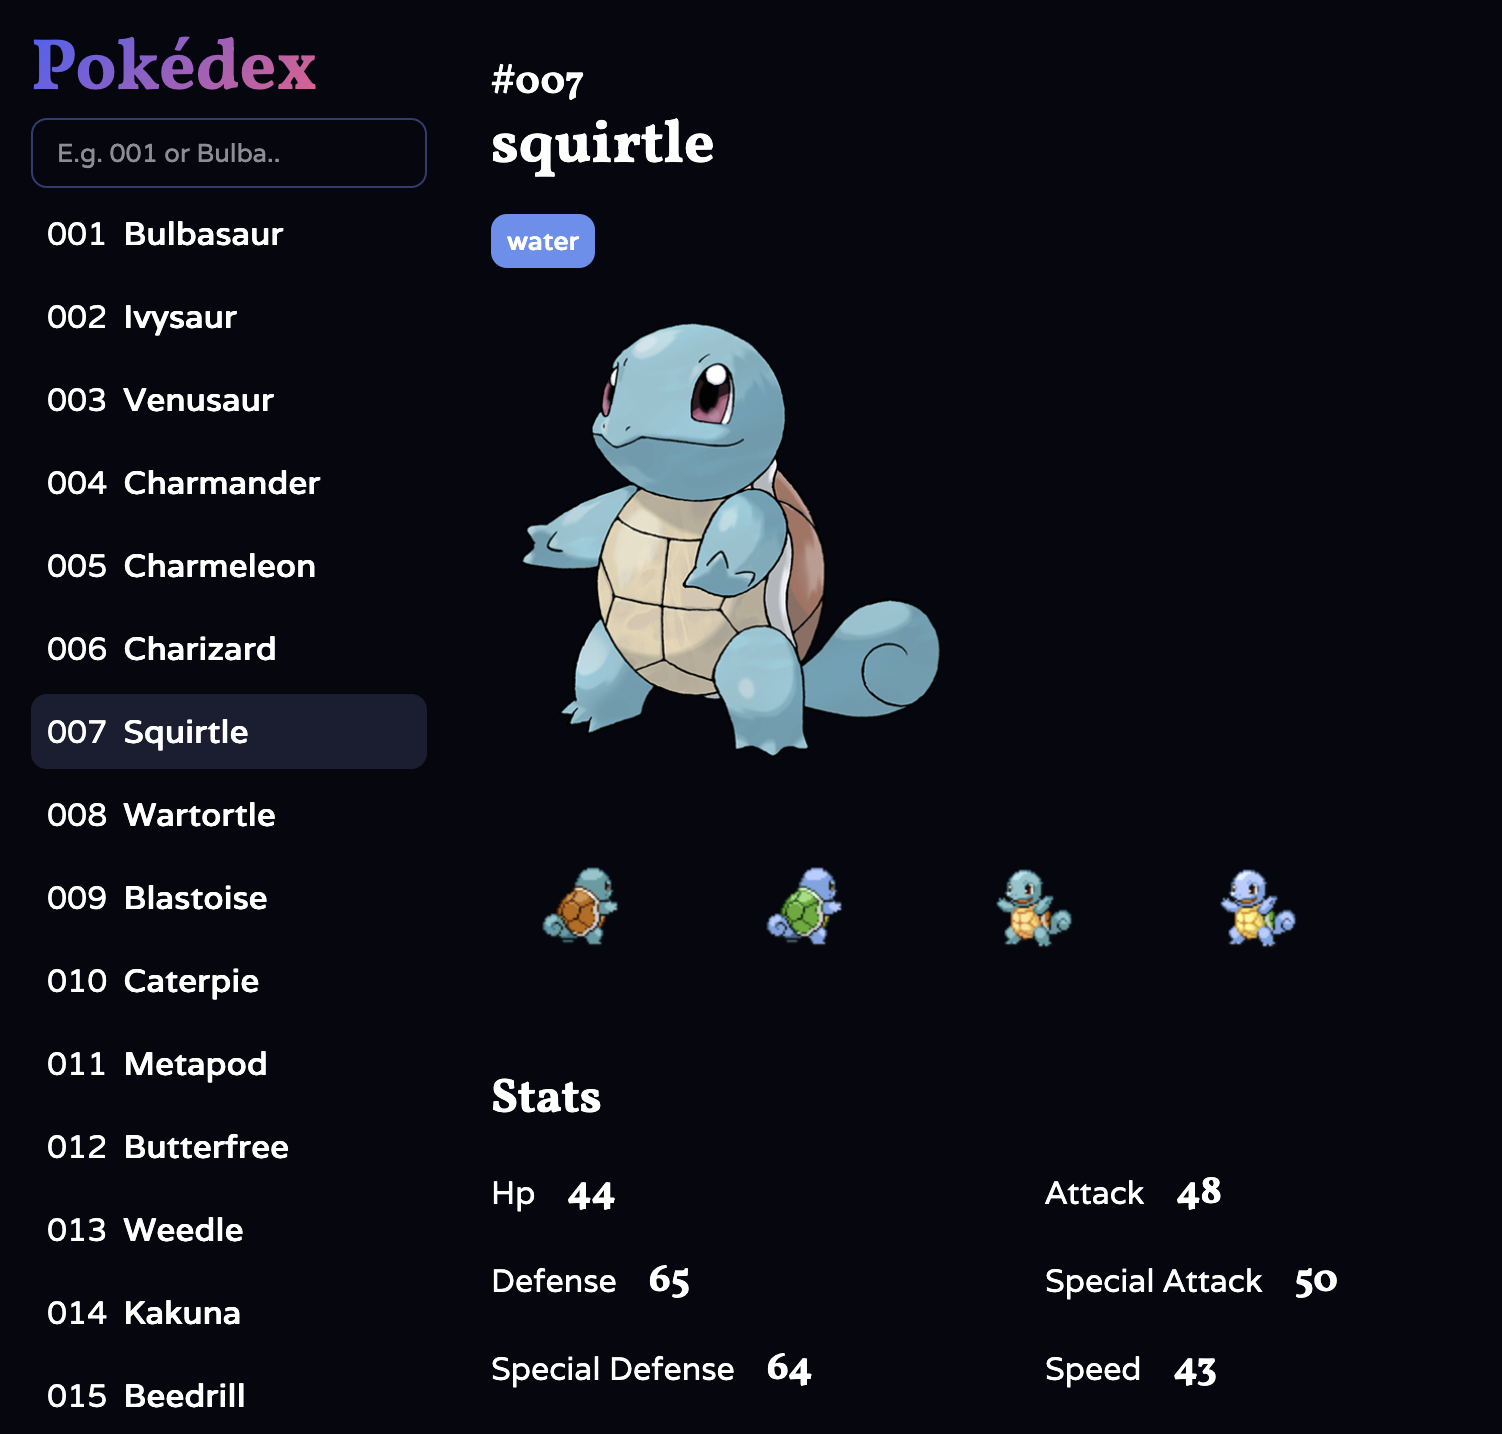 Pokédex
E.g. 001 or Bulba..
001 Bulbasaur
002 Ivysaur
003 Venusaur
004 Charmander
005 Charmeleon
006 Charizard
007 Squirtle
008 Wartortle
009 Blastoise
010 Caterpie
011 Metapod
012 Butterfree
013 Weedle
014 Kakuna
015 Beedrill
#007
squirtle
water
Stats
Hp 44
Attack 48
Defense 65
Special Attack 50
Special Defense 64
Speed 43